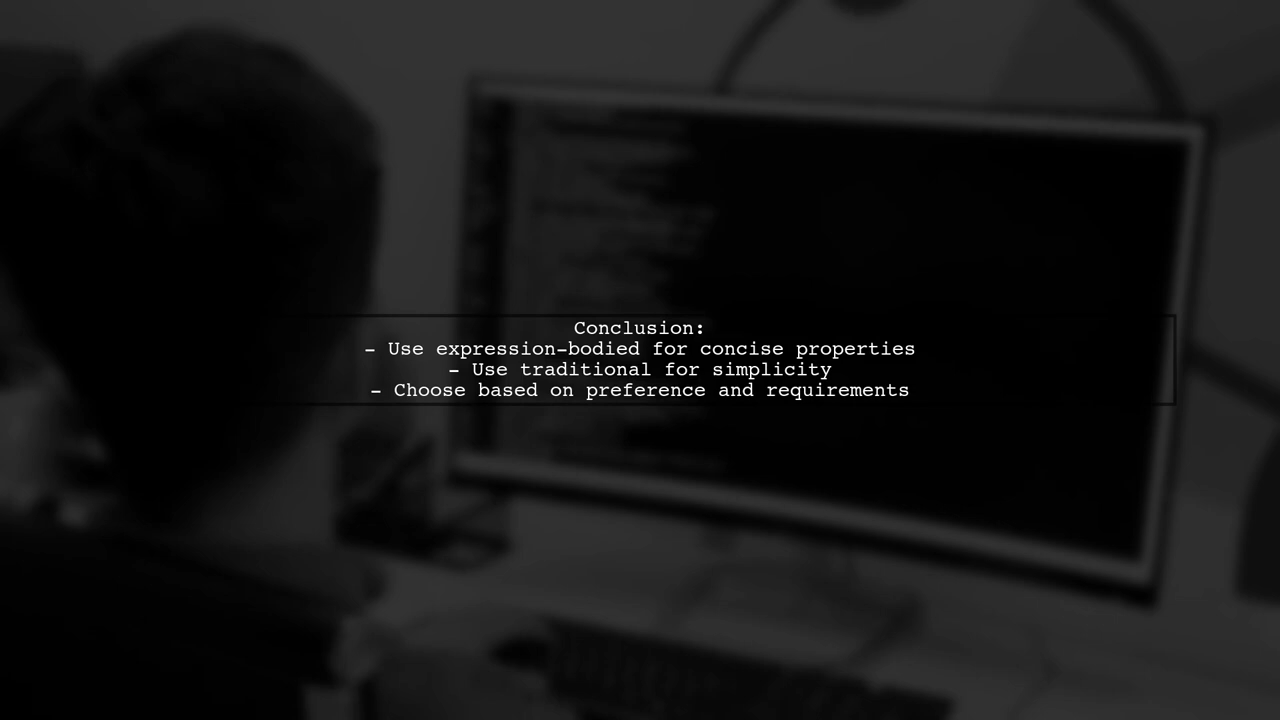 Conclusion:
- Use expression-bodied for concise properties
- Use traditional for simplicity
- Choose based on preference and requirements